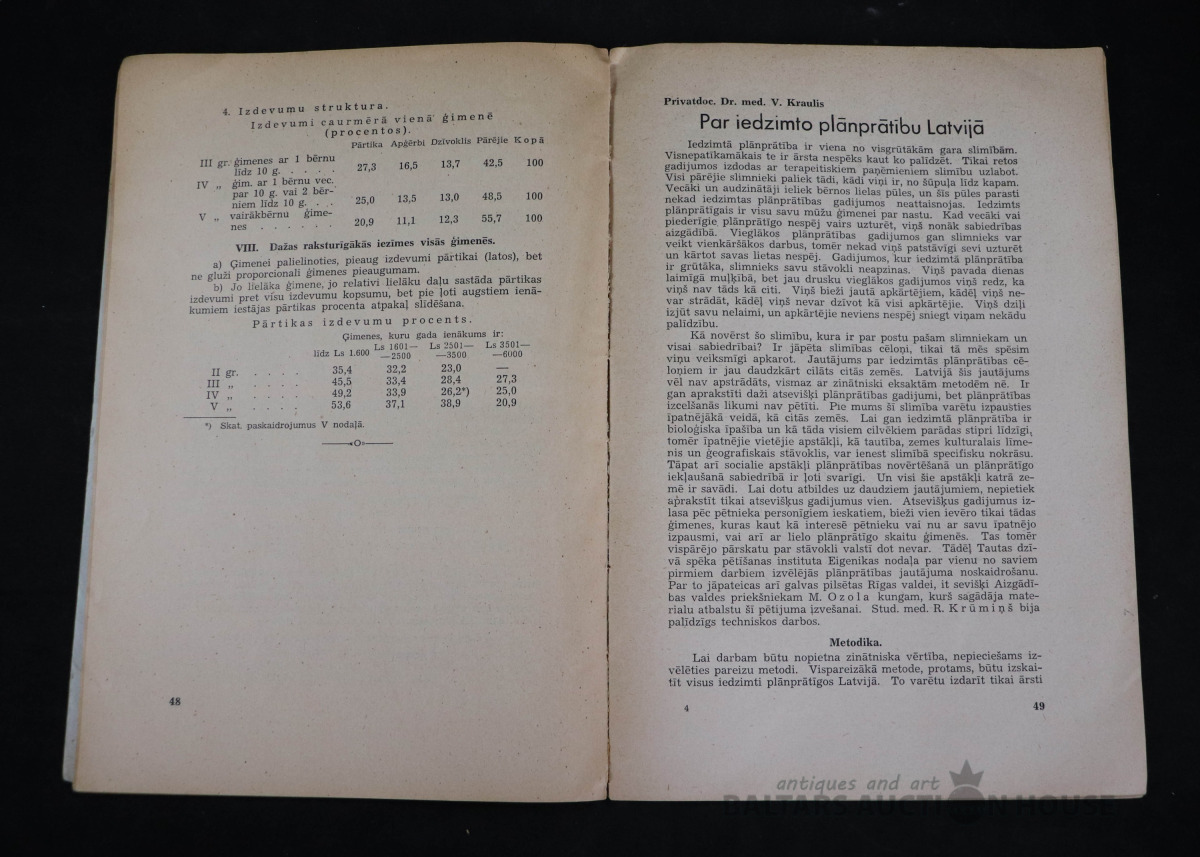 4. Izdevumu struktura.
Izdevumi caurmērā vienā ģimenē
(procentos).
Pārtika Apģērbi Dzīvoklis Pārējie Kopā
III gr. ģimenes ar 1 bērnu
līdz 10 g. . . . . 27,3 16,5 13,7 42,5 100
IV „ ģim. ar 1 bērnu vec.
par 10 g. vai 2 bēr-
niem līdz 10 g. . . 25,0 13,5 13,0 48,5 100
V „ vairākbērnu ģime-
nes . . . . . . 20,9 11,1 12,3 55,7 100
VIII. Dažas raksturīgākās iezīmes visās ģimenēs.
a) Ģimenei palielinoties, pieaug izdevumi pārtikai (latos), bet
ne gluži proporcionali ģimenes pieaugumam.
b) Jo lielāka ģimene, jo relativi lielāku daļu sastāda pārtikas
izdevumi pret visu izdevumu kopsumu, bet pie ļoti augstiem ienā-
kumiem iestājas pārtikas procenta atpakaļ slīdēšana.
Pārtikas izdevumu procents.
Ģimenes, kuru gada ienākums ir:
līdz Ls 1.600 Ls 1601— —2500 Ls 2501— —3500 Ls 3501— —6000
II gr. . . . . 35,4 32,2 23,0 —
III „ . . . . 45,5 33,4 28,4 27,3
IV „ . . . . 49,2 33,9 26,2*) 25,0
V „ . . . . 53,6 37,1 38,9 20,9
*) Skat. paskaidrojumus V nodaļā.
48
Privatdoc. Dr. med. V. Kraulis
Par iedzimto plānprātību Latvijā
Iedzimtā plānprātība ir viena no visgrūtākām gara slimībām.
Visnepatīkamākais te ir ārsta nespēks kaut ko palīdzēt. Tikai retos
gadijumos izdodas ar terapeitiskiem paņēmieniem slimību uzlabot.
Visi pārējie slimnieki paliek tādi, kādi viņi ir, no šūpuļa līdz kapam.
Vecāki un audzinātāji ieliek bērnos lielas pūles, un šīs pūles parasti
nekad iedzimtas plānprātības gadijumos neattaisnojas. Iedzimts
plānprātīgais ir visu savu mūžu ģimenei par nastu. Kad vecāki vai
piederīgie plānprātīgo nespēj vairs uzturēt, viņš nonāk sabiedrības
aizgādībā. Vieglākos plānprātības gadijumos gan slimnieks var
veikt vienkāršākos darbus, tomēr nekad viņš patstāvīgi sevi uzturēt
un kārtot savas lietas nespēj. Gadijumos, kur iedzimtā plānprātība
ir grūtāka, slimnieks savu stāvokli neapzinas. Viņš pavada dienas
laimīgā muļķībā, bet jau drusku vieglākos gadijumos viņš redz, ka
viņš nav tāds kā citi. Viņš bieži jautā apkārtējiem, kādēļ viņš ne-
var strādāt, kādēļ viņš nevar dzīvot kā visi apkārtējie. Viņš dziļi
izjūt savu nelaimi, un apkārtējie neviens nespēj sniegt viņam nekādu
palīdzību.
Kā novērst šo slimību, kura ir par postu pašam slimniekam un
visai sabiedrībai? Ir jāpēta slimības cēloņi, tikai tā mēs spēsim
viņu veiksmīgi apkarot. Jautājums par iedzimtās plānprātības cē-
loņiem ir jau daudzkārt cilāts citās zemēs. Latvijā šis jautājums
vēl nav apstrādāts, vismaz ar zinātniski eksaktām metodēm nē. Ir
gan aprakstīti daži atsevišķi plānprātības gadijumi, bet plānprātības
izcelšanās likumi nav pētīti. Pie mums šī slimība varētu izpausties
īpatnējākā veidā, kā citās zemēs. Lai gan iedzimtā plānprātība ir
bioloģiska īpašība un kā tāda visiem cilvēkiem parādas stipri līdzīgi,
tomēr īpatnējie vietējie apstākļi, kā tautība, zemes kulturalais līme-
nis un ģeografiskais stāvoklis, var ienest slimībā specifisku nokrāsu.
Tāpat arī socialie apstākļi plānprātības novērtēšanā un plānprātīgo
iekļaušanā sabiedrībā ir ļoti svarīgi. Un visi šie apstākļi katrā ze-
mē ir savādi. Lai dotu atbildes uz daudziem jautājumiem, nepietiek
aprakstīt tikai atsevišķus gadijumus vien. Atsevišķus gadijumus iz-
lasa pēc pētnieka personīgiem ieskatiem, bieži vien ievēro tikai tādas
ģimenes, kuras kaut kā interesē pētnieku vai nu ar savu īpatnējo
izpausmi, vai arī ar lielo plānprātīgo skaitu ģimenēs. Tas tomēr
vispārējo pārskatu par stāvokli valstī dot nevar. Tādēļ Tautas dzī-
vā spēka pētīšanas instituta Eigenikas nodaļa par vienu no saviem
pirmiem darbiem izvēlējās plānprātības jautājuma noskaidrošanu.
Par to jāpateicas arī galvas pilsētas Rīgas valdei, it sevišķi Aizgādī-
bas valdes priekšniekam M. Ozola kungam, kurš sagādāja mate-
rialu atbalstu šī pētijuma izvešanai. Stud. med. R. Krūmiņš bija
palīdzīgs techniskos darbos.
Metodika.
Lai darbam būtu nopietna zinātniska vērtība, nepieciešams iz-
vēlēties pareizu metodi. Vispareizākā metode, protams, būtu izskai-
tīt visus iedzimti plānprātīgos Latvijā. To varētu izdarīt tikai ārsti
4 49
antiques and art
BALTARS AUCTION HOUSE